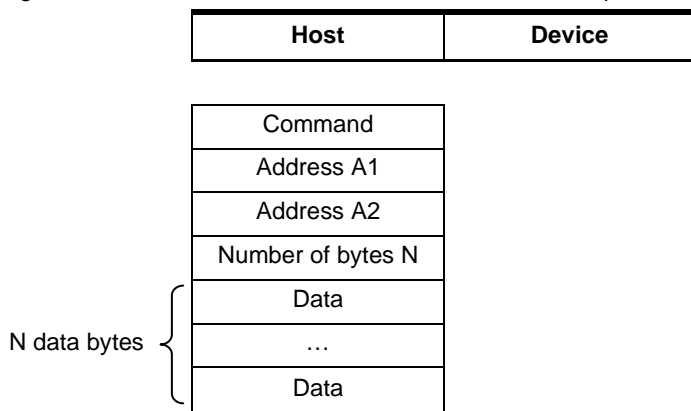 Host Device
Command
Address A1
Address A2
Number of bytes N
Data
N data bytes …
Data